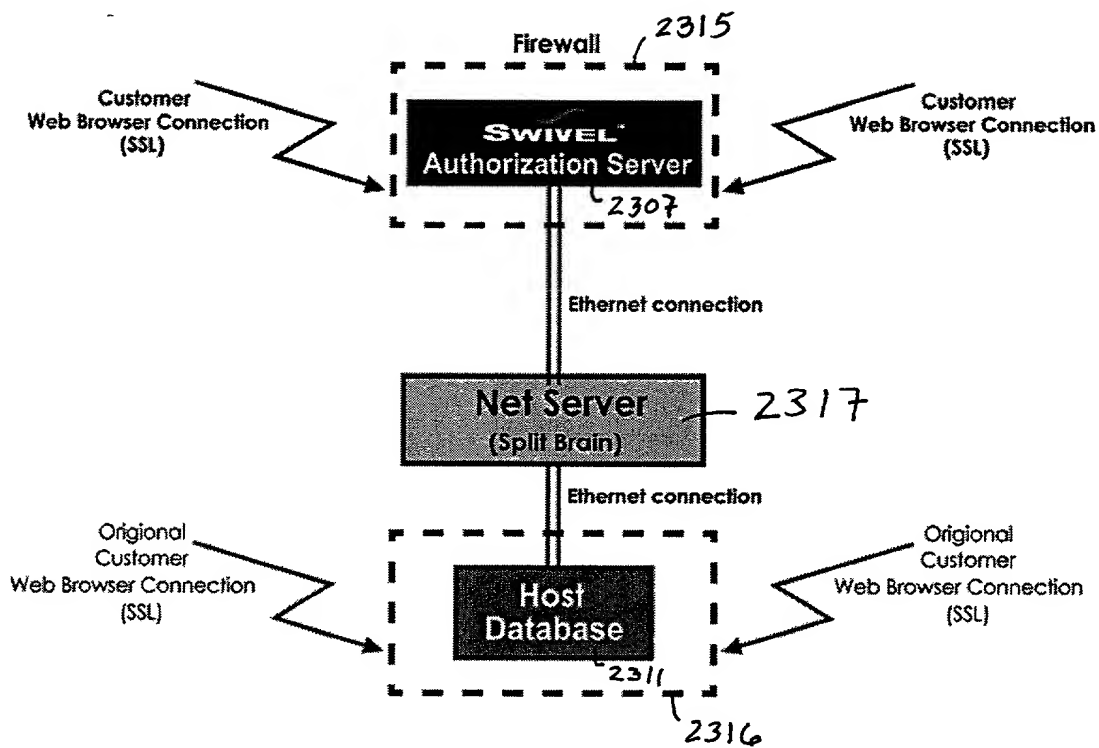 Firewall
2315
Customer
Web Browser Connection
(SSL)
SWIVEL
Authorization Server
2307
Customer
Web Browser Connection
(SSL)
Ethernet connection
Net Server
(Split Brain)
2317
Ethernet connection
Origional
Customer
Web Browser Connection
(SSL)
Host
Database
2311
Origional
Customer
Web Browser Connection
(SSL)
2316